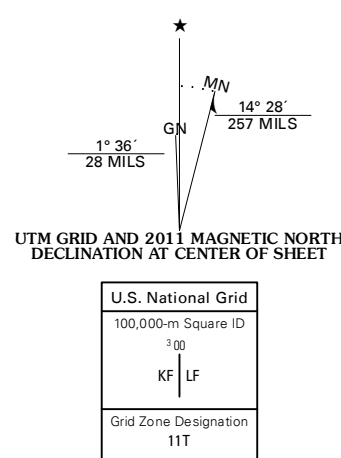 ★
MN
GN
14° 28´
257 MILS
1° 36´
28 MILS
UTM GRID AND 2011 MAGNETIC NORTH
DECLINATION AT CENTER OF SHEET
U.S. National Grid
100,000-m Square ID
³00
KF LF
Grid Zone Designation
11T